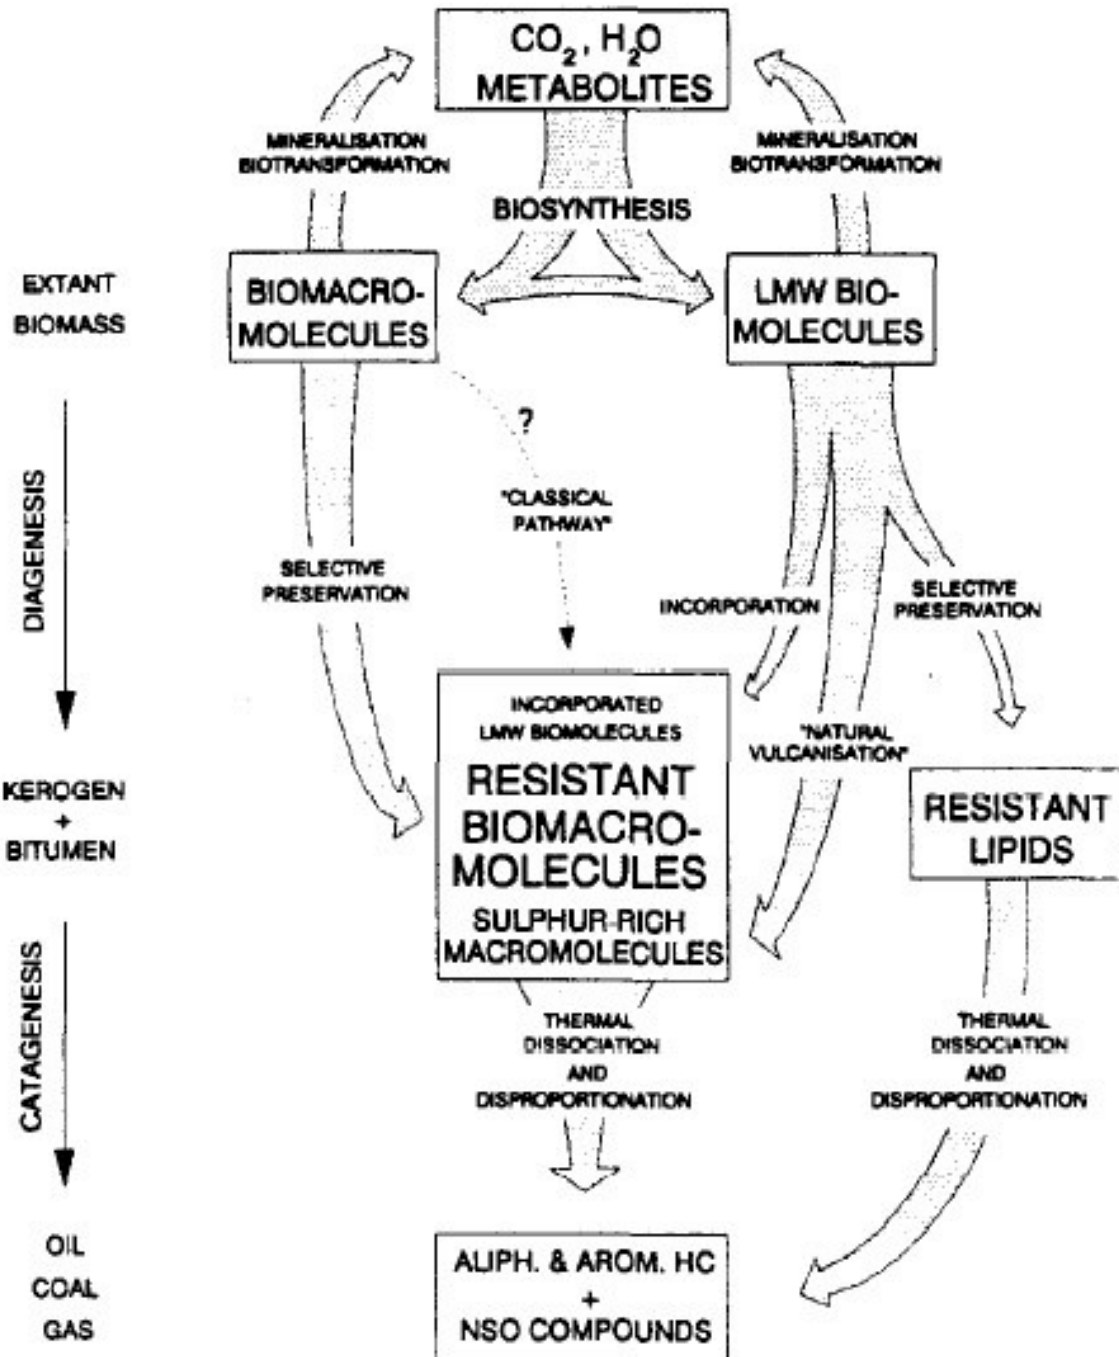 CO₂, H₂O
METABOLITES
MINERALISATION
BIOTRANSFORMATION
MINERALISATION
BIOTRANSFORMATION
BIOSYNTHESIS
EXTANT
BIOMASS
BIOMACRO-
MOLECULES
LMW BIO-
MOLECULES
?
"CLASSICAL
PATHWAY"
DIAGENESIS
SELECTIVE
PRESERVATION
INCORPORATION
SELECTIVE
PRESERVATION
INCORPORATED
LMW BIOMOLECULES
RESISTANT
BIOMACRO-
MOLECULES
SULPHUR-RICH
MACROMOLECULES
"NATURAL
VULCANISATION"
KEROGEN
+
BITUMEN
RESISTANT
LIPIDS
CATAGENESIS
THERMAL
DISSOCIATION
AND
DISPROPORTIONATION
THERMAL
DISSOCIATION
AND
DISPROPORTIONATION
OIL
COAL
GAS
ALIPH. & AROM. HC
+
NSO COMPOUNDS